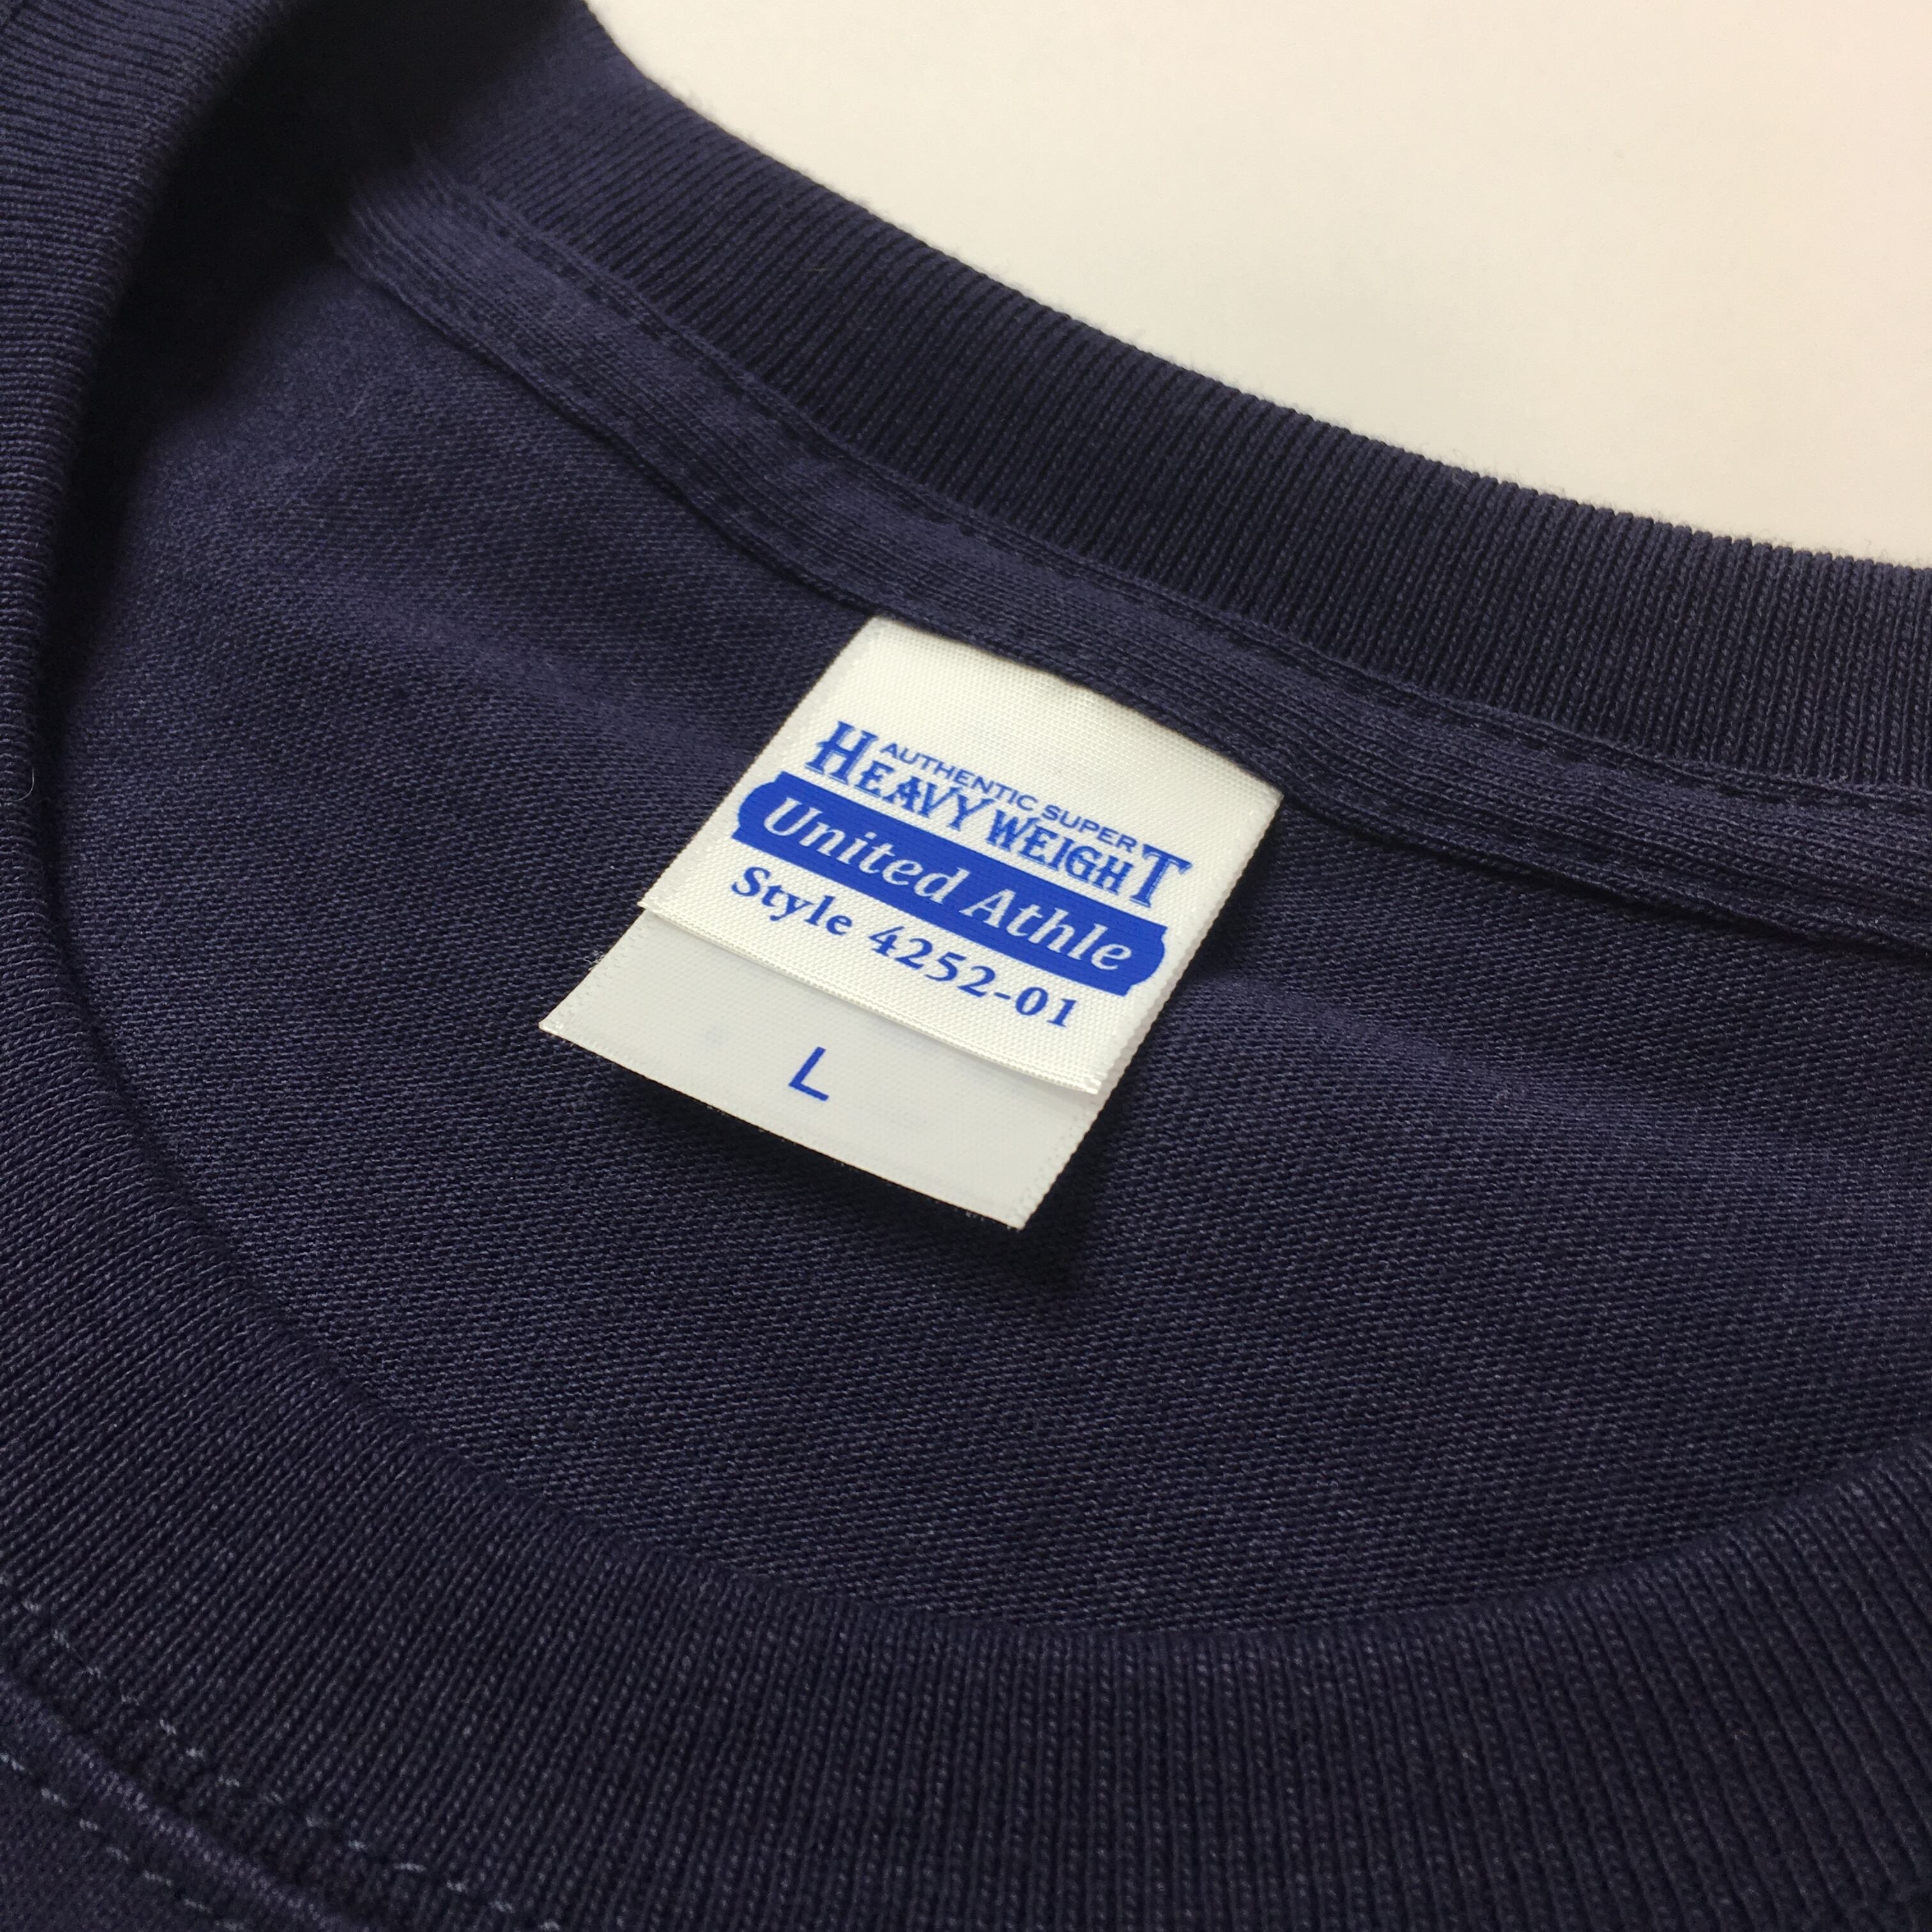 AUTHENTIC SUPER
HEAVY WEIGHT
United Athle
Style 4252-01
L